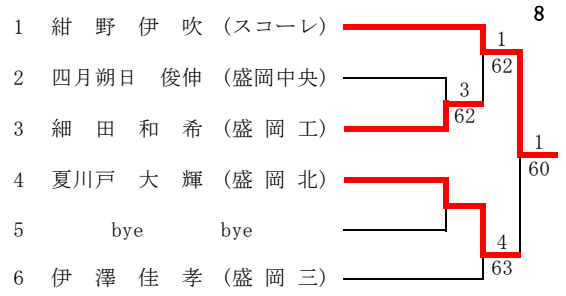 8
1 紺 野 伊 吹 (スコーレ)
1
62
2 四月朔日 俊伸 (盛岡中央)
3
62
3 細 田 和 希 (盛 岡 工)
1
60
4 夏川戸 大 輝 (盛 岡 北)
5 bye bye
4
63
6 伊 澤 佳 孝 (盛 岡 三)